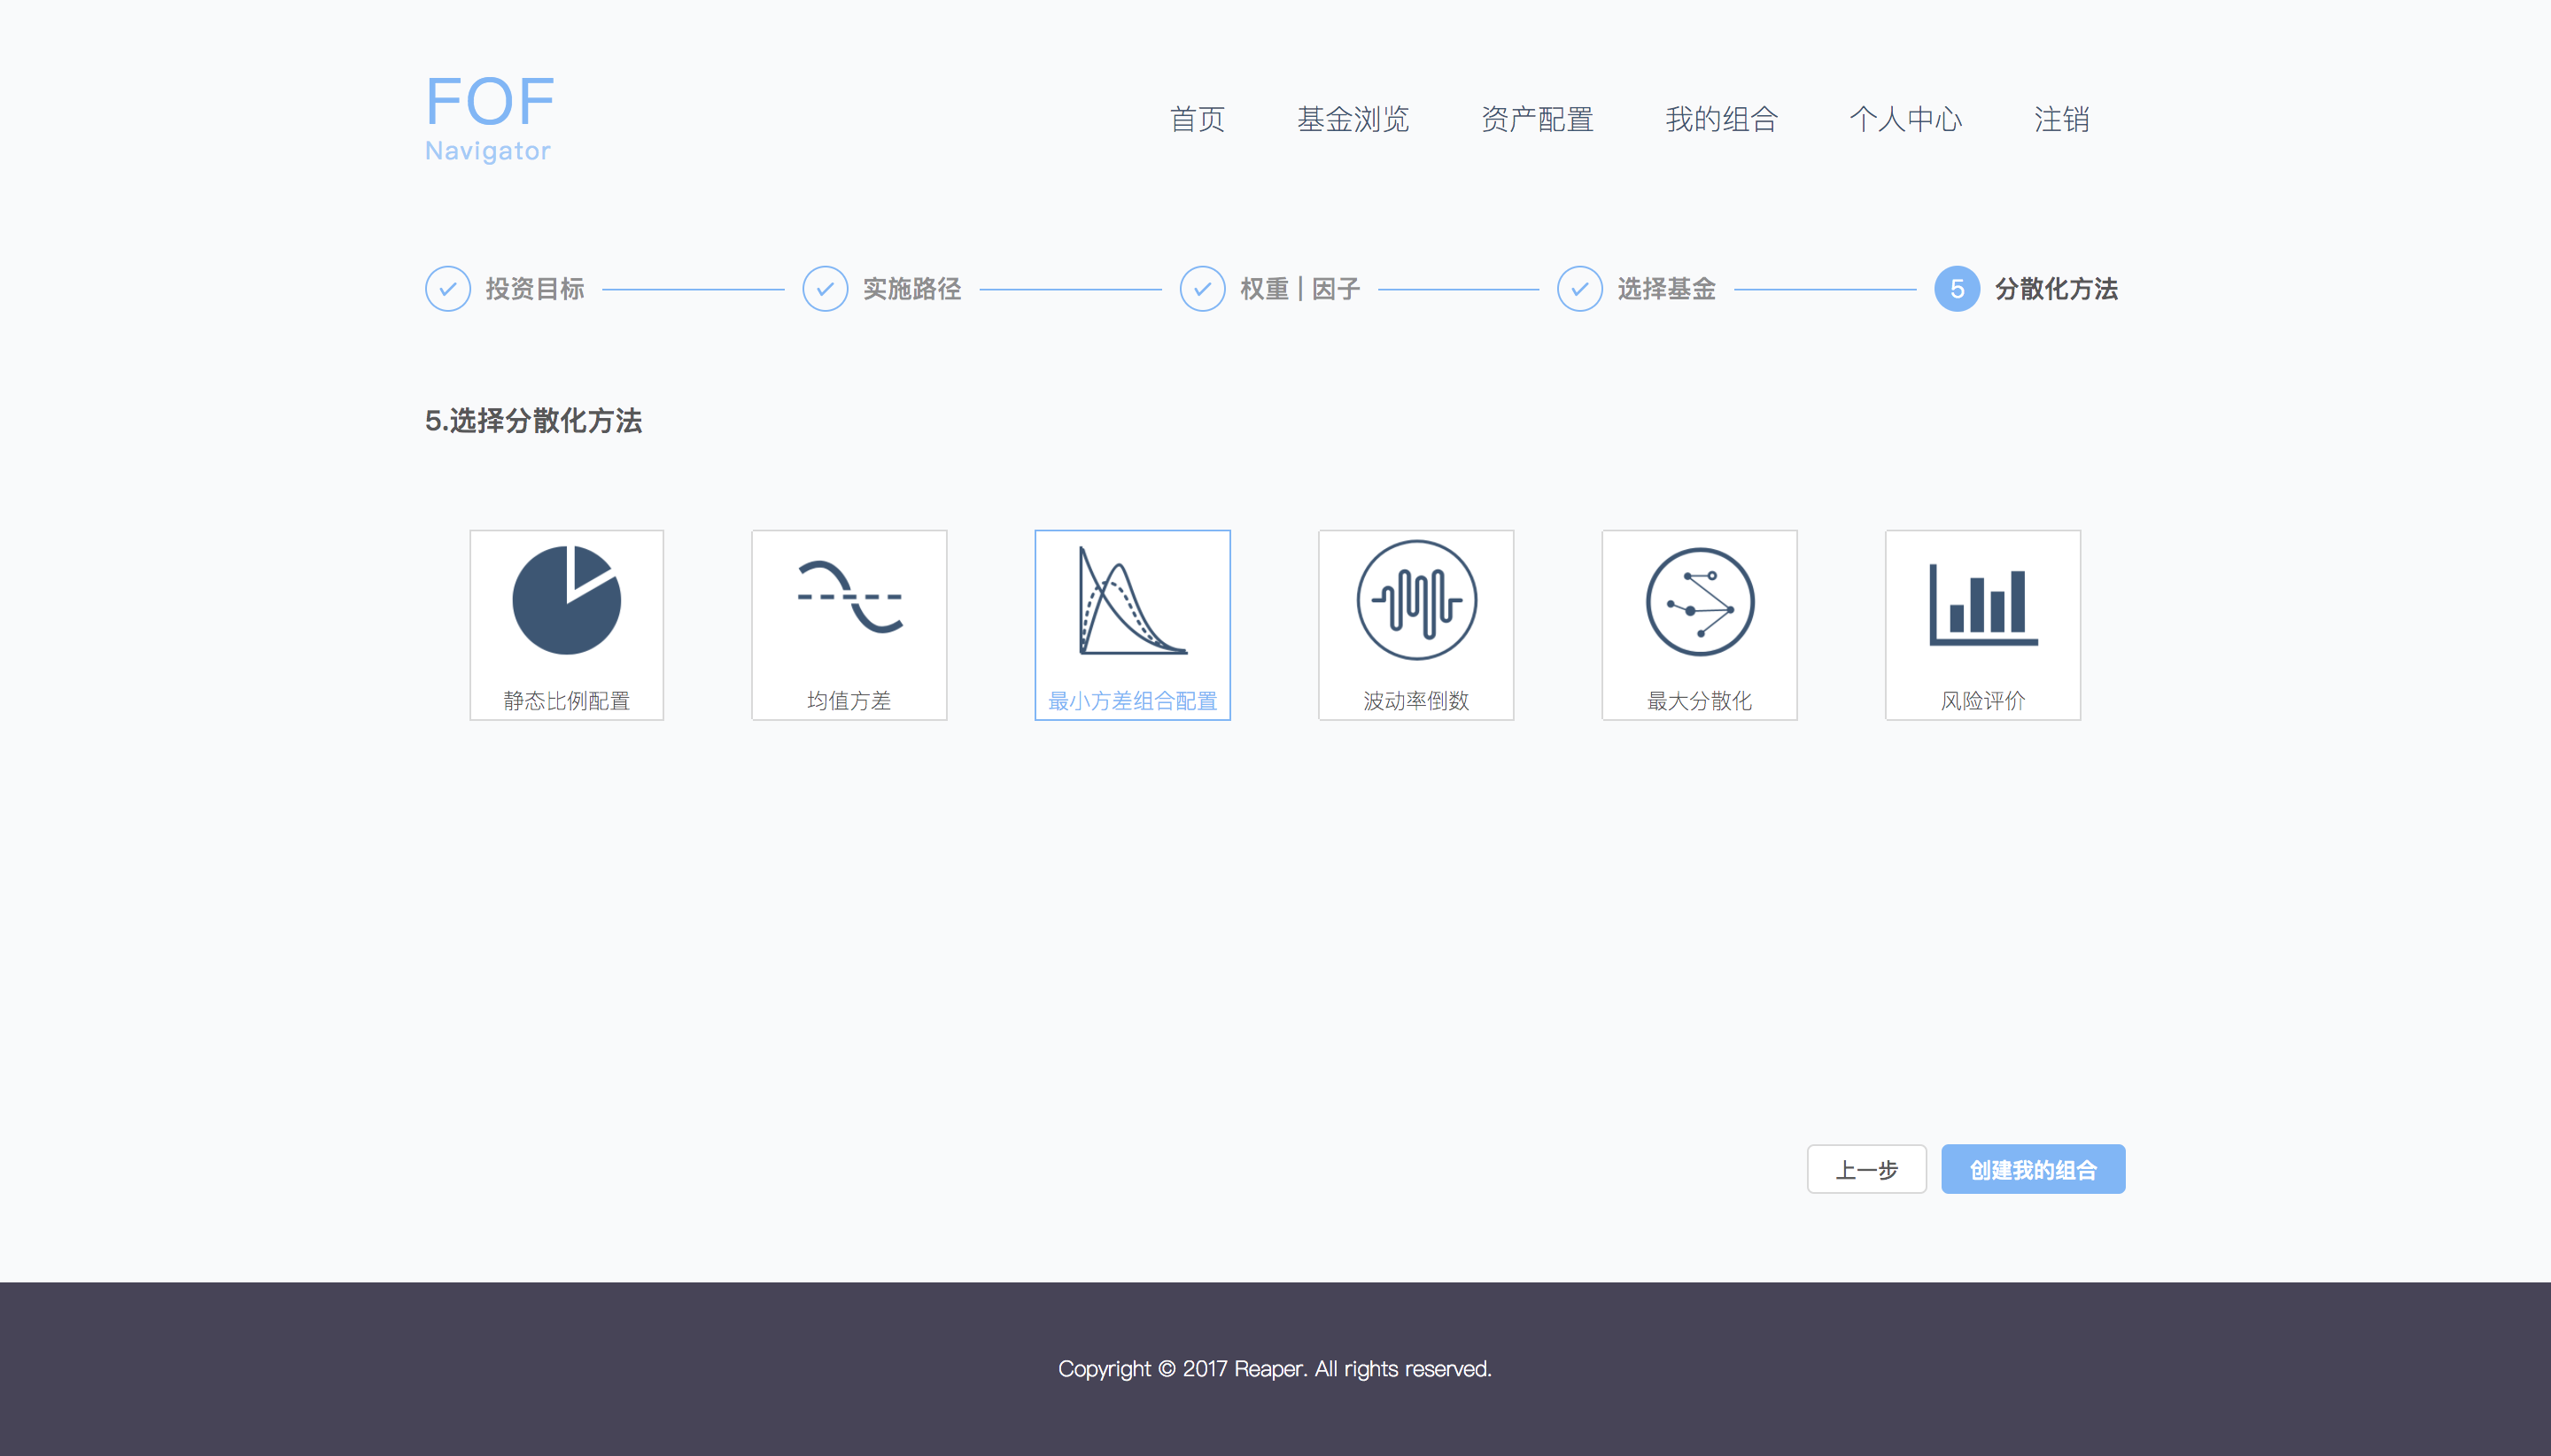 FOF
Navigator
首页 基金浏览 资产配置 我的组合 个人中心 注销
投资目标 实施路径 权重 | 因子 选择基金 5 分散化方法
5.选择分散化方法
静态比例配置 均值方差 最小方差组合配置 波动率倒数 最大分散化 风险评价
上一步 创建我的组合
Copyright © 2017 Reaper. All rights reserved.